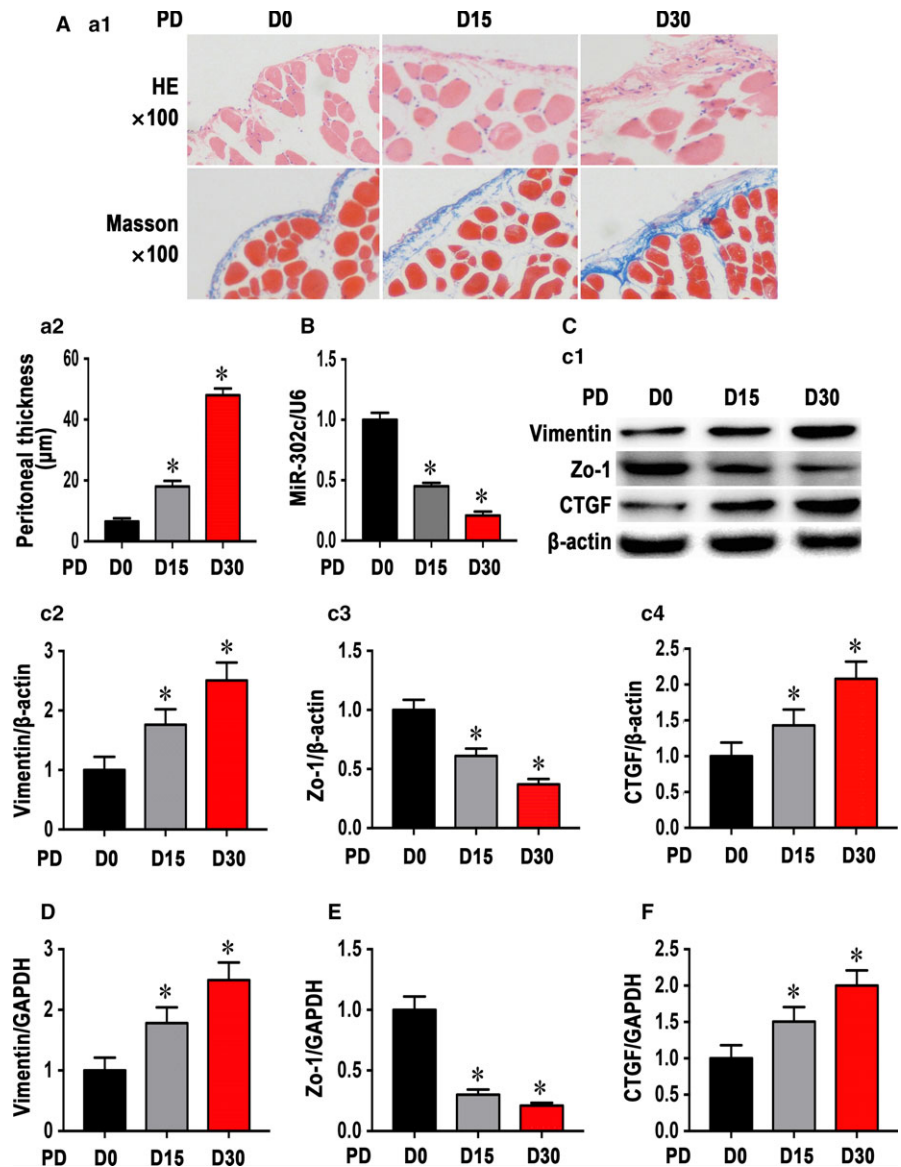 A a1 PD D0 D15 D30
HE
×100
Masson
×100
a2
Peritoneal thickness
(μm)
60
40
20
0
*
*
PD D0 D15 D30
B
MiR-302c/U6
1.5
1.0
0.5
0.0
*
*
PD D0 D15 D30
C
c1
PD D0 D15 D30
Vimentin
Zo-1
CTGF
β-actin
c2
Vimentin/β-actin
3
2
1
0
*
*
PD D0 D15 D30
c3
Zo-1/β-actin
1.5
1.0
0.5
0.0
*
*
PD D0 D15 D30
c4
CTGF/β-actin
2.5
2.0
1.5
1.0
0.5
0.0
*
*
PD D0 D15 D30
D
Vimentin/GAPDH
3
2
1
0
*
*
PD D0 D15 D30
E
Zo-1/GAPDH
1.5
1.0
0.5
0.0
*
*
PD D0 D15 D30
F
CTGF/GAPDH
2.5
2.0
1.5
1.0
0.5
0.0
*
*
PD D0 D15 D30